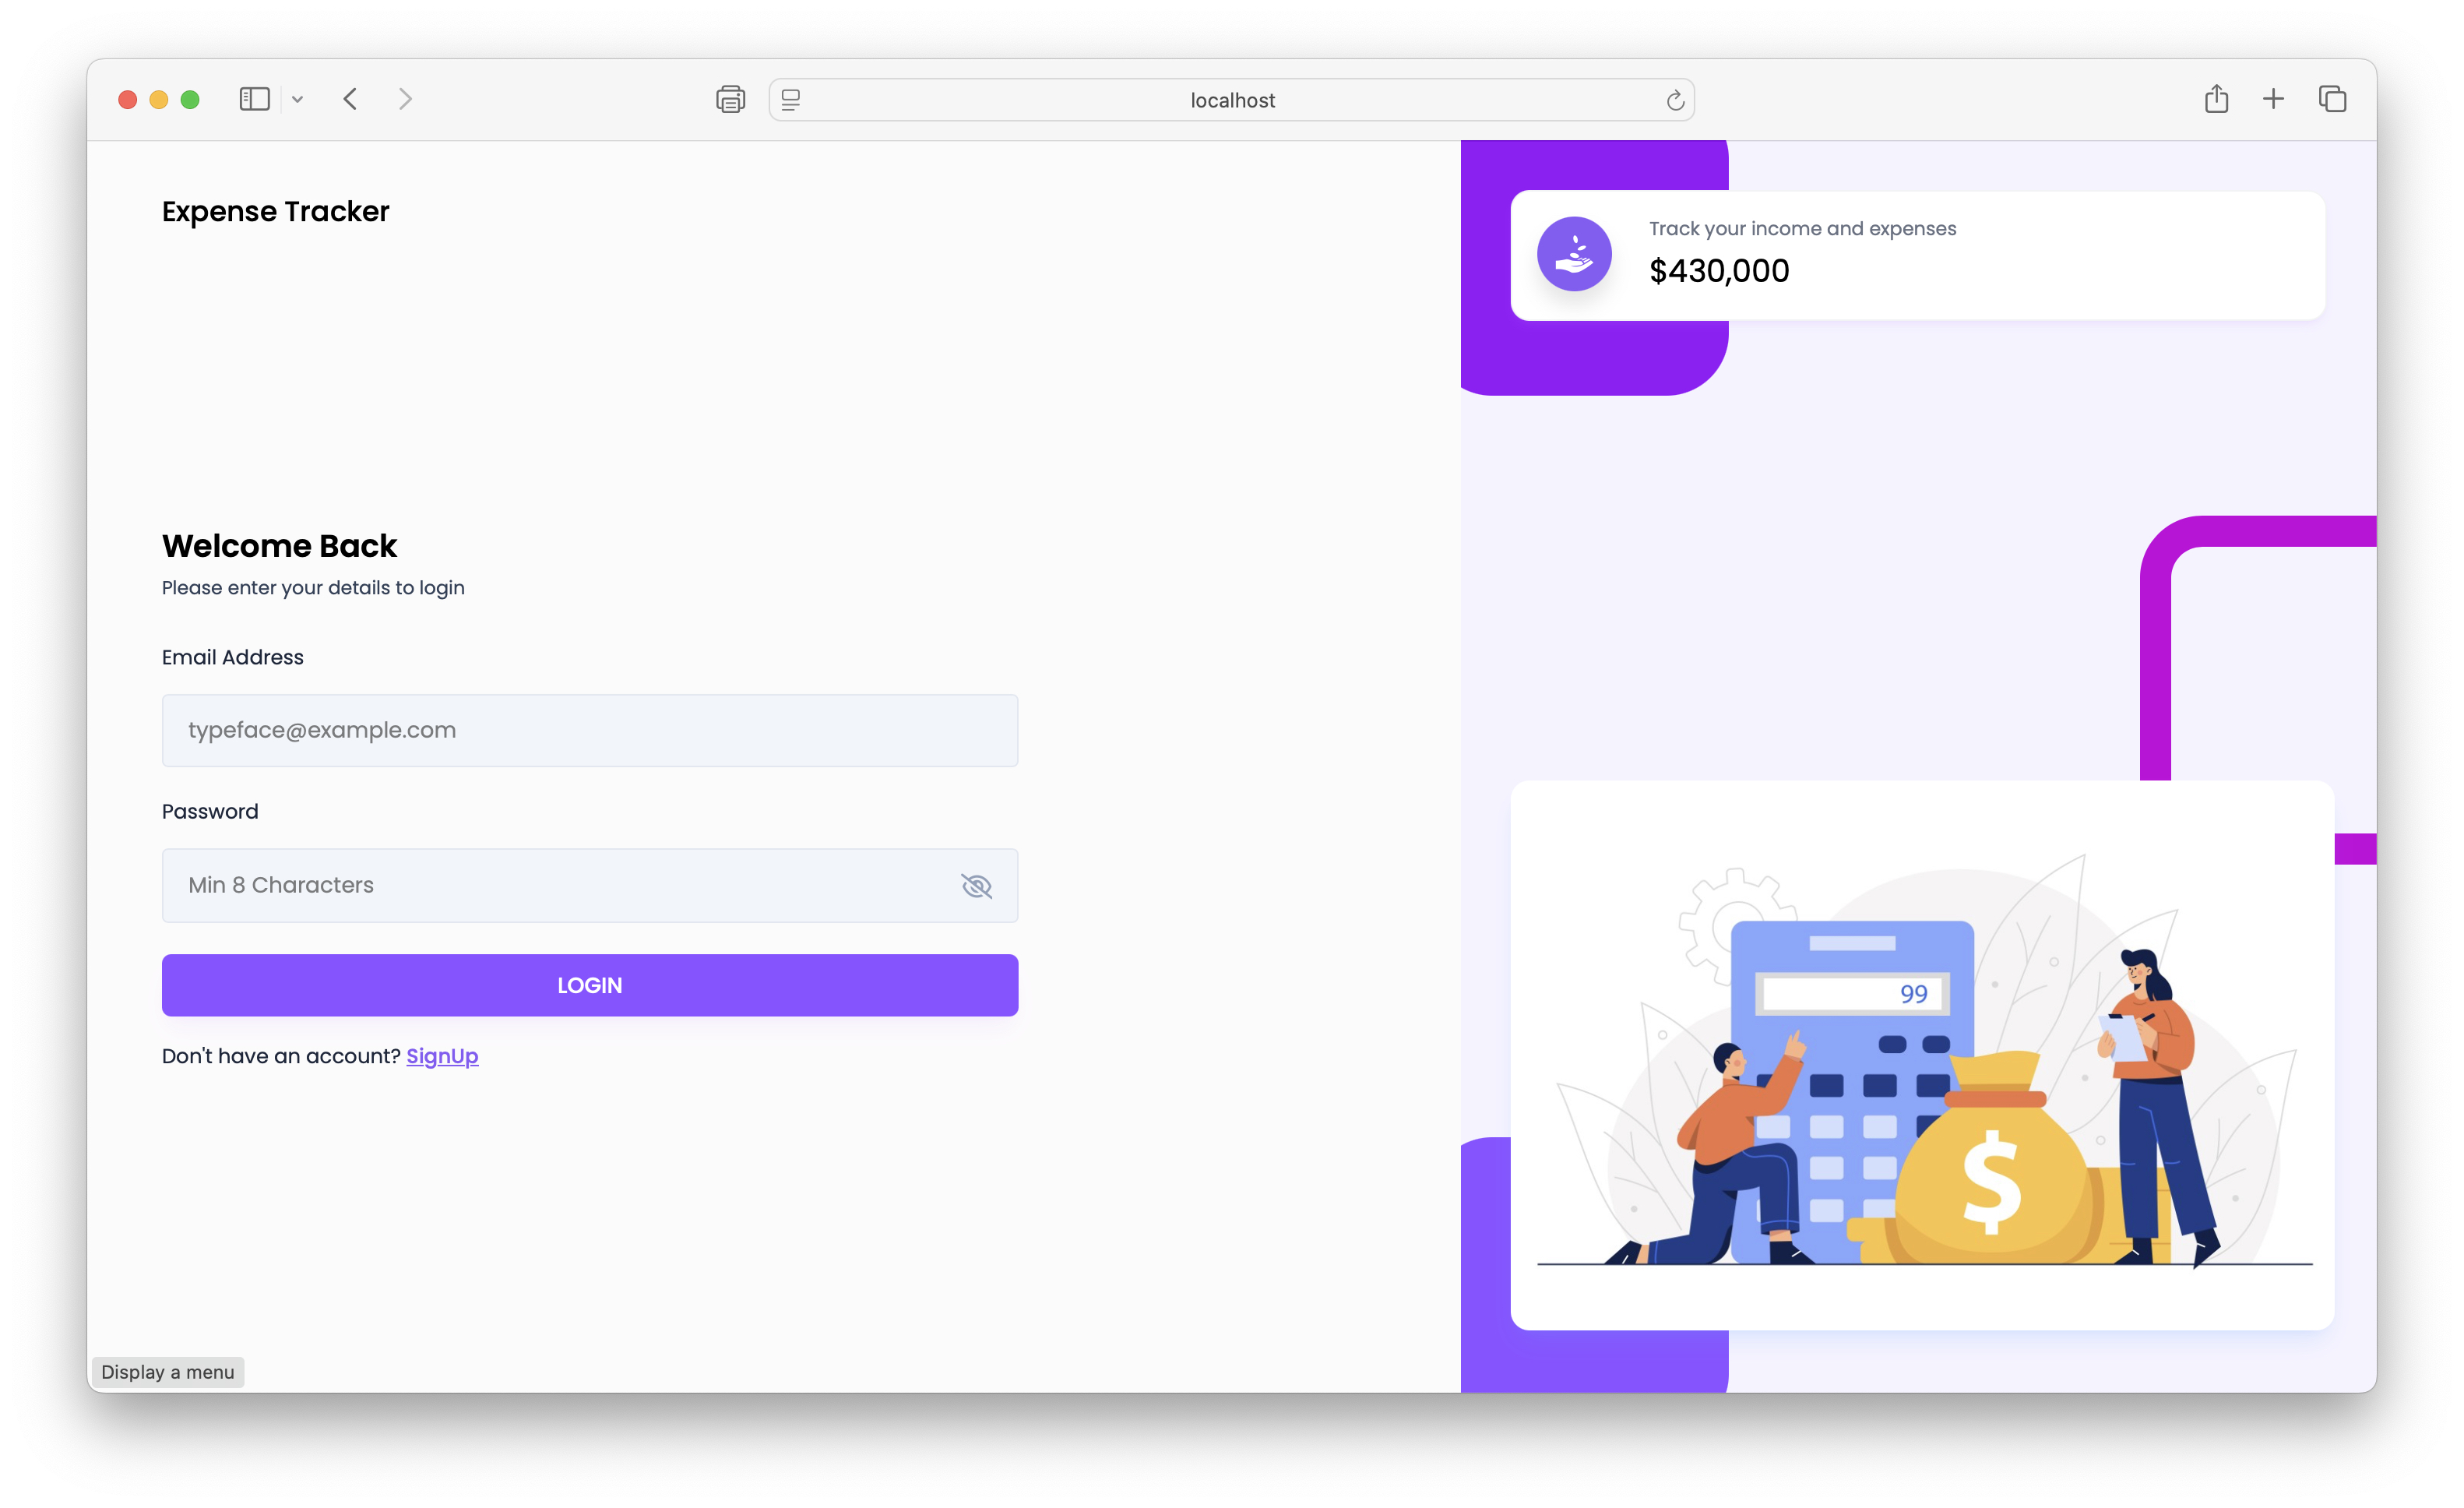 localhost
Expense Tracker
Welcome Back
Please enter your details to login
Email Address
typeface@example.com
Password
Min 8 Characters
LOGIN
Don't have an account? SignUp
Display a menu
Track your income and expenses
$430,000
99
$